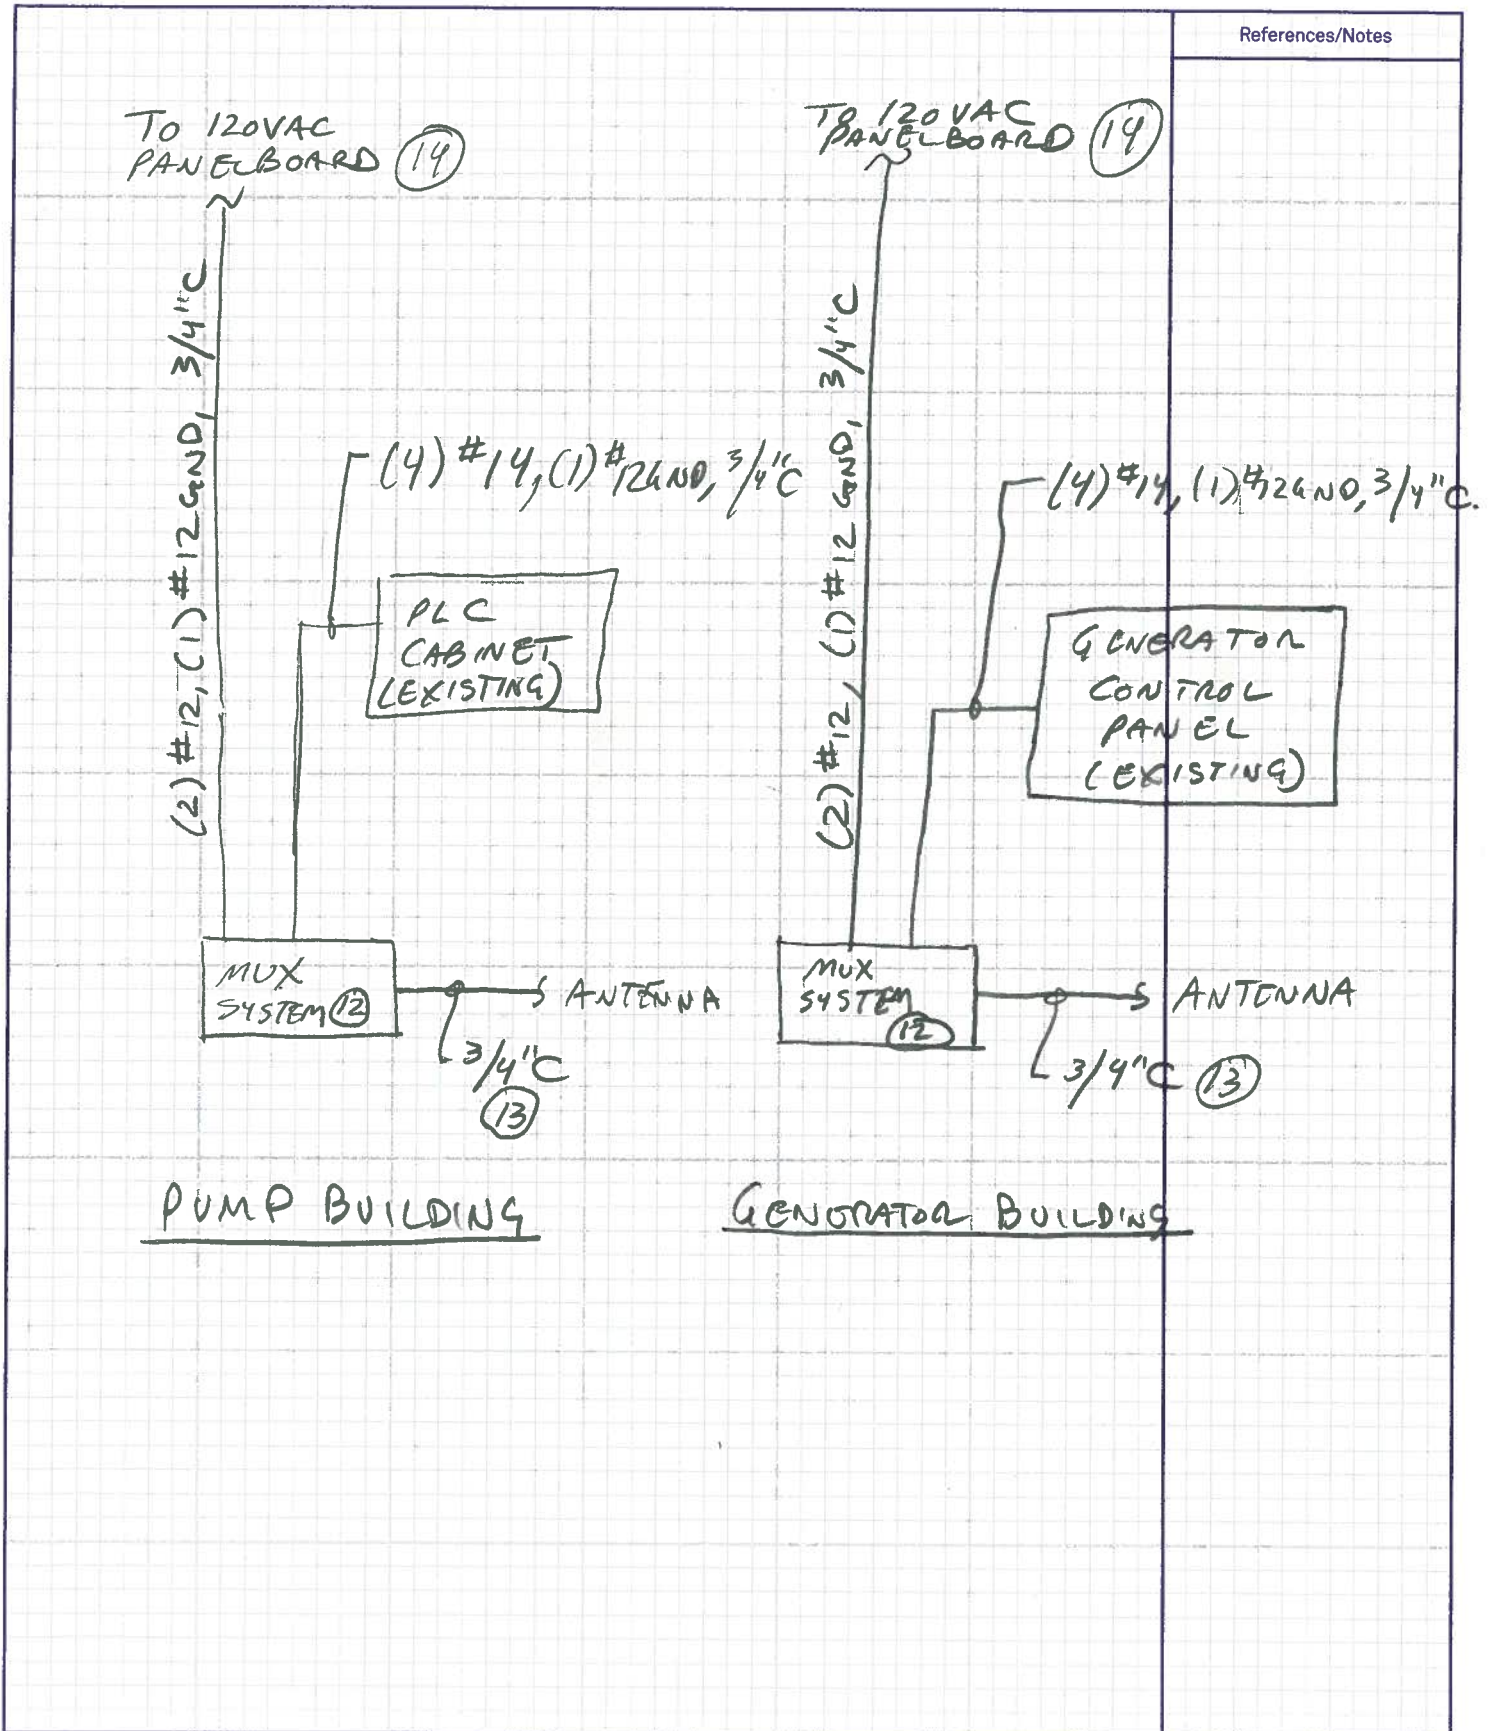 References/Notes
TO 120VAC
PANELBOARD 14
(2) #12, (1) #12 GND, 3/4"C
(4) #14, (1) #12 GND, 3/4"C
PLC
CABINET
(EXISTING)
MUX
SYSTEM 12
ANTENNA
3/4"C
13
PUMP BUILDING
TO 120VAC
PANELBOARD 14
(2) #12, (1) #12 GND, 3/4"C
(4) #14, (1) #12 GND, 3/4"C.
GENERATOR
CONTROL
PANEL
(EXISTING)
MUX
SYSTEM
12
ANTENNA
3/4"C 13
GENERATOR BUILDING